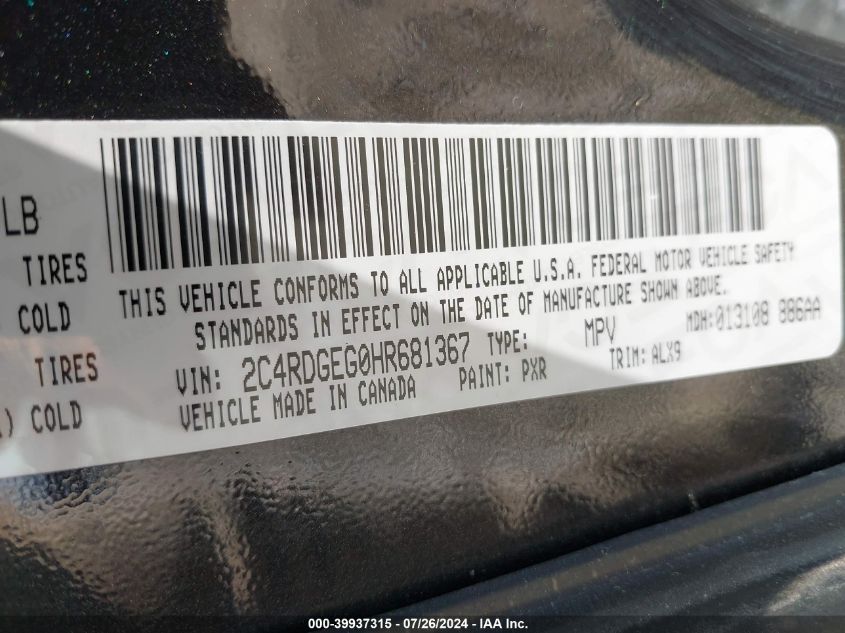 LB
TIRES
COLD
TIRES
) COLD
THIS VEHICLE CONFORMS TO ALL APPLICABLE U.S.A. FEDERAL MOTOR VEHICLE SAFETY
STANDARDS IN EFFECT ON THE DATE OF MANUFACTURE SHOWN ABOVE.
VIN: 2C4RDGEG0HR681367 TYPE: MPV MDH:013108 886AA
VEHICLE MADE IN CANADA PAINT: PXR TRIM: ALX9
000-39937315 - 07/26/2024 - IAA Inc.